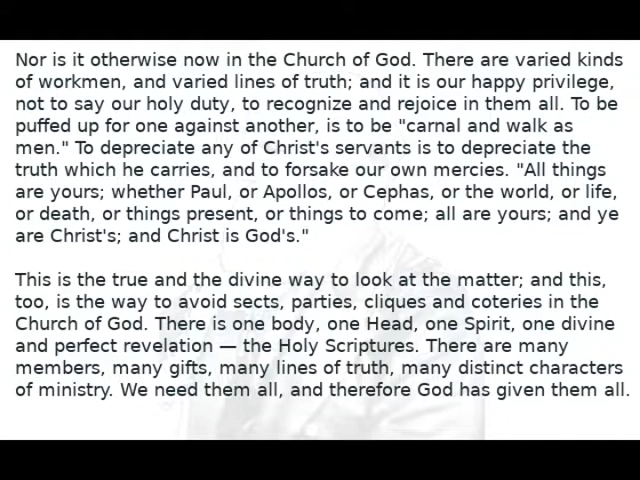 Nor is it otherwise now in the Church of God. There are varied kinds
of workmen, and varied lines of truth; and it is our happy privilege,
not to say our holy duty, to recognize and rejoice in them all. To be
puffed up for one against another, is to be "carnal and walk as
men." To depreciate any of Christ's servants is to depreciate the
truth which he carries, and to forsake our own mercies. "All things
are yours; whether Paul, or Apollos, or Cephas, or the world, or life,
or death, or things present, or things to come; all are yours; and ye
are Christ's; and Christ is God's."

This is the true and the divine way to look at the matter; and this,
too, is the way to avoid sects, parties, cliques and coteries in the
Church of God. There is one body, one Head, one Spirit, one divine
and perfect revelation — the Holy Scriptures. There are many
members, many gifts, many lines of truth, many distinct characters
of ministry. We need them all, and therefore God has given them all.